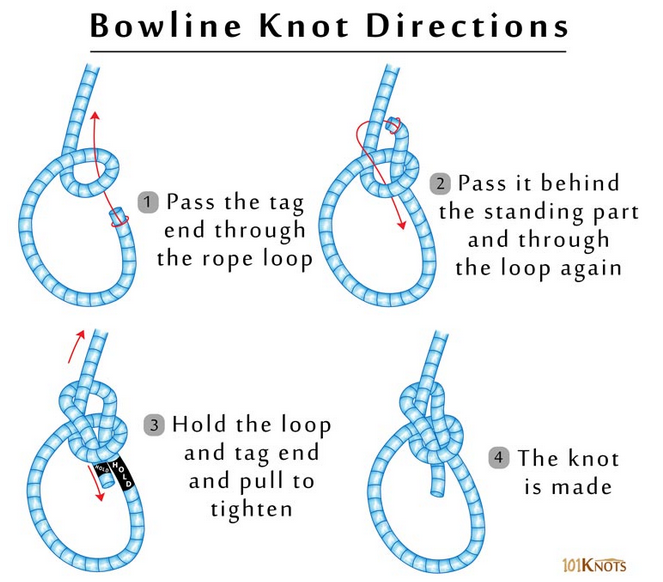 Bowline Knot Directions
1 Pass the tag
end through
the rope loop
2 Pass it behind
the standing part
and through
the loop again
3 Hold the loop
and tag end
and pull to
tighten
HOLD
HOLD
4 The knot
is made
101KNOTS